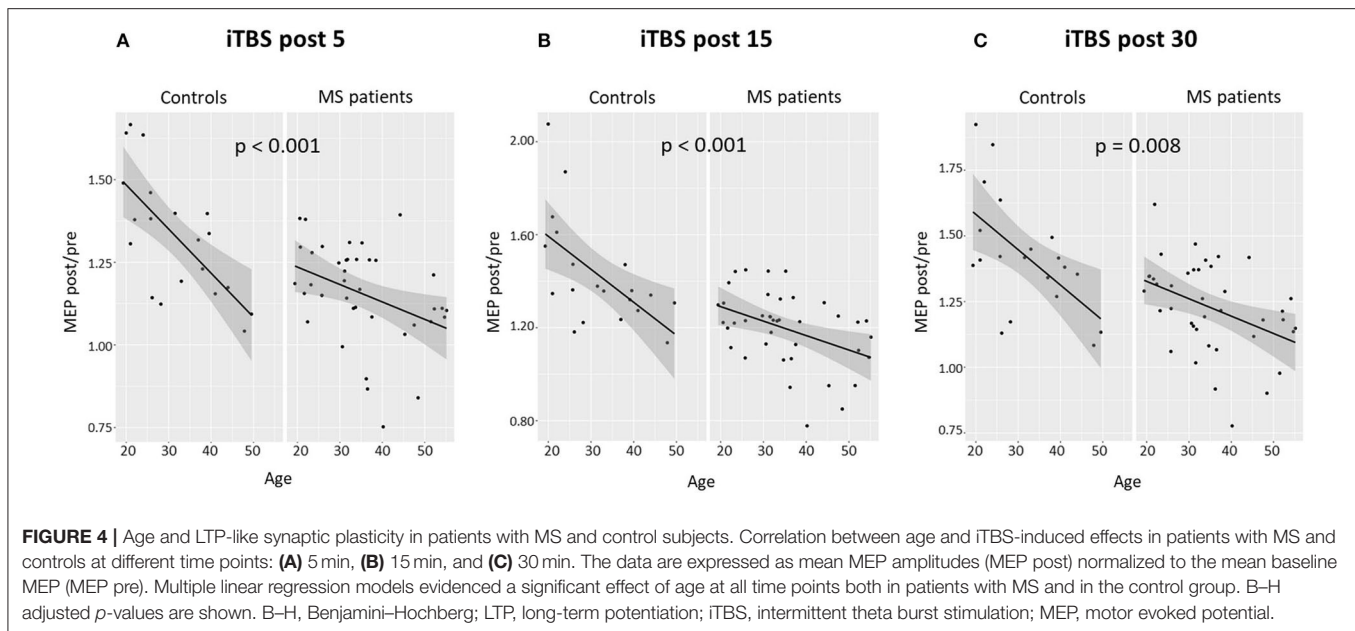 A iTBS post 5
Controls MS patients
p < 0.001
MEP post/pre
1.50
1.25
1.00
0.75
20 30 40 50 20 30 40 50
Age
B iTBS post 15
Controls MS patients
p < 0.001
MEP post/pre
2.00
1.60
1.20
0.80
20 30 40 50 20 30 40 50
Age
C iTBS post 30
Controls MS patients
p = 0.008
MEP post/pre
1.75
1.50
1.25
1.00
0.75
20 30 40 50 20 30 40 50
Age
FIGURE 4 | Age and LTP-like synaptic plasticity in patients with MS and control subjects. Correlation between age and iTBS-induced effects in patients with MS and
controls at different time points: (A) 5 min, (B) 15 min, and (C) 30 min. The data are expressed as mean MEP amplitudes (MEP post) normalized to the mean baseline
MEP (MEP pre). Multiple linear regression models evidenced a significant effect of age at all time points both in patients with MS and in the control group. B–H
adjusted p-values are shown. B–H, Benjamini–Hochberg; LTP, long-term potentiation; iTBS, intermittent theta burst stimulation; MEP, motor evoked potential.